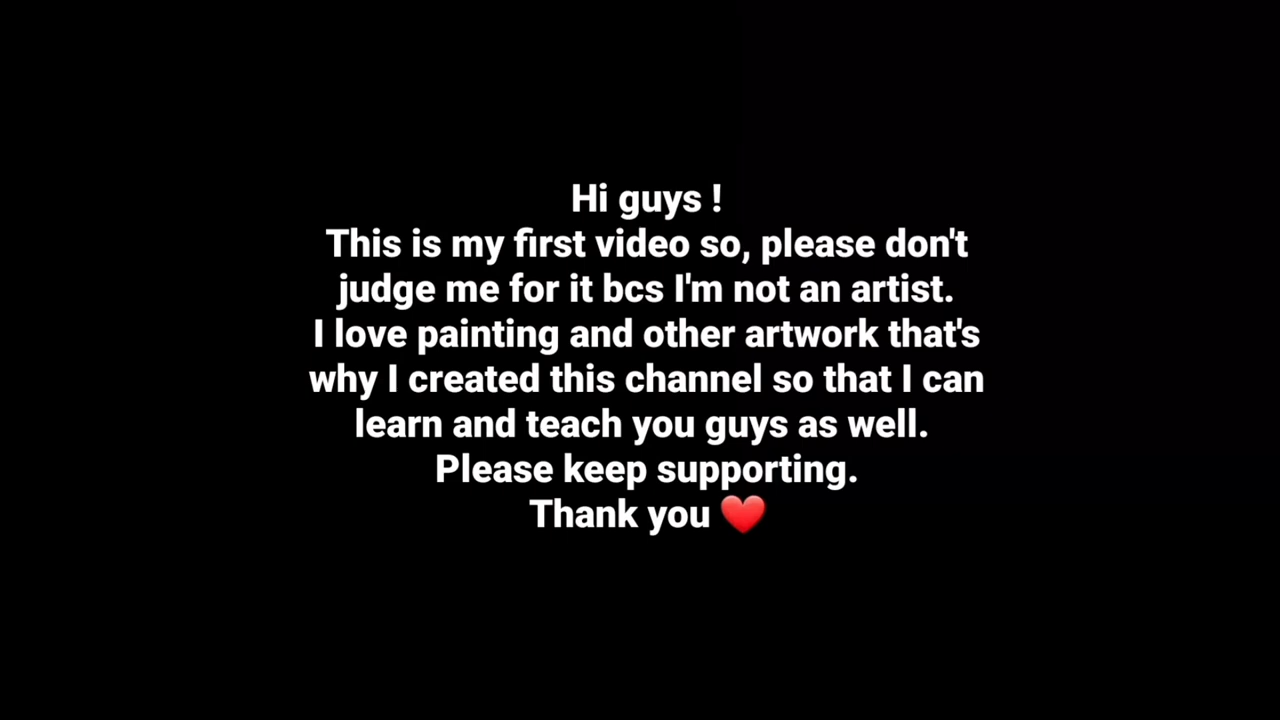 Hi guys !
This is my first video so, please don't
judge me for it bcs I'm not an artist.
I love painting and other artwork that's
why I created this channel so that I can
learn and teach you guys as well.
Please keep supporting.
Thank you ❤️